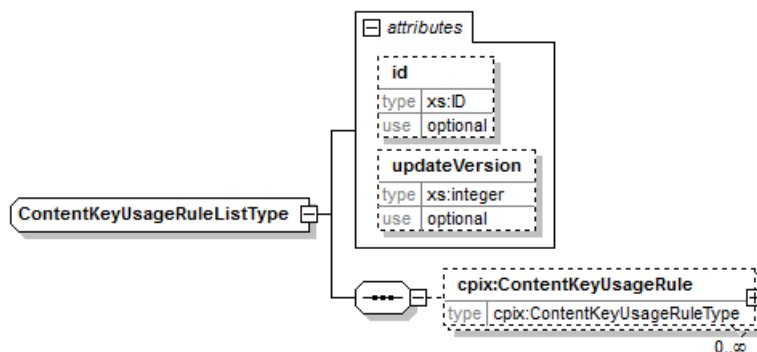 attributes
id
type xs:ID
use optional
updateVersion
type xs:integer
use optional
ContentKeyUsageRuleListType
cpix:ContentKeyUsageRule
type cpix:ContentKeyUsageRuleType
0..∞